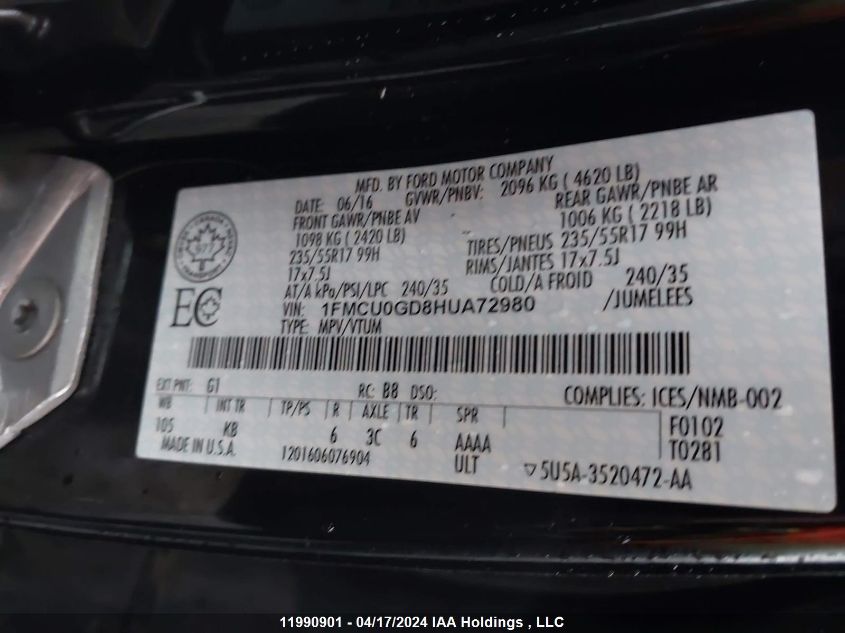 MFD. BY FORD MOTOR COMPANY
DATE: 06/16 GVWR/PNBV: 2096 KG ( 4620 LB)
FRONT GAWR/PNBE AV REAR GAWR/PNBE AR
1098 KG ( 2420 LB) 1006 KG ( 2218 LB)
235/55R17 99H TIRES/PNEUS 235/55R17 99H
17x7.5J RIMS/JANTES 17x7.5J
AT/A kPa/PSI/LPC 240/35 COLD/A FROID 240/35
VIN: 1FMCU0GD8HUA72980 /JUMELEES
TYPE: MPV/VTUM
EC
EXT PNT: G1 RC: B8 DSO: COMPLIES: ICES/NMB-002
WB INT TR TP/PS R AXLE TR SPR F0102
105 KB 6 3C 6 AAAA T0281
MADE IN U.S.A. 1201606076904 ULT ▽5U5A-3520472-AA
11990901 - 04/17/2024 IAA Holdings , LLC